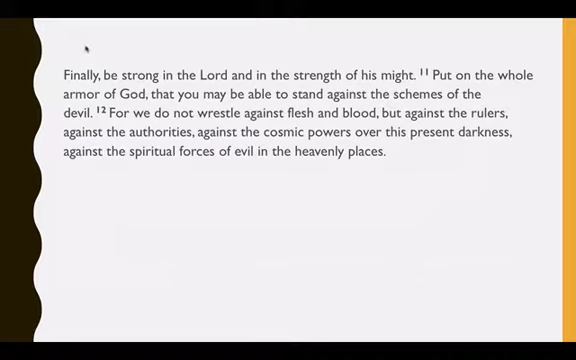 Finally, be strong in the Lord and in the strength of his might. ¹¹ Put on the whole
armor of God, that you may be able to stand against the schemes of the
devil. ¹² For we do not wrestle against flesh and blood, but against the rulers,
against the authorities, against the cosmic powers over this present darkness,
against the spiritual forces of evil in the heavenly places.